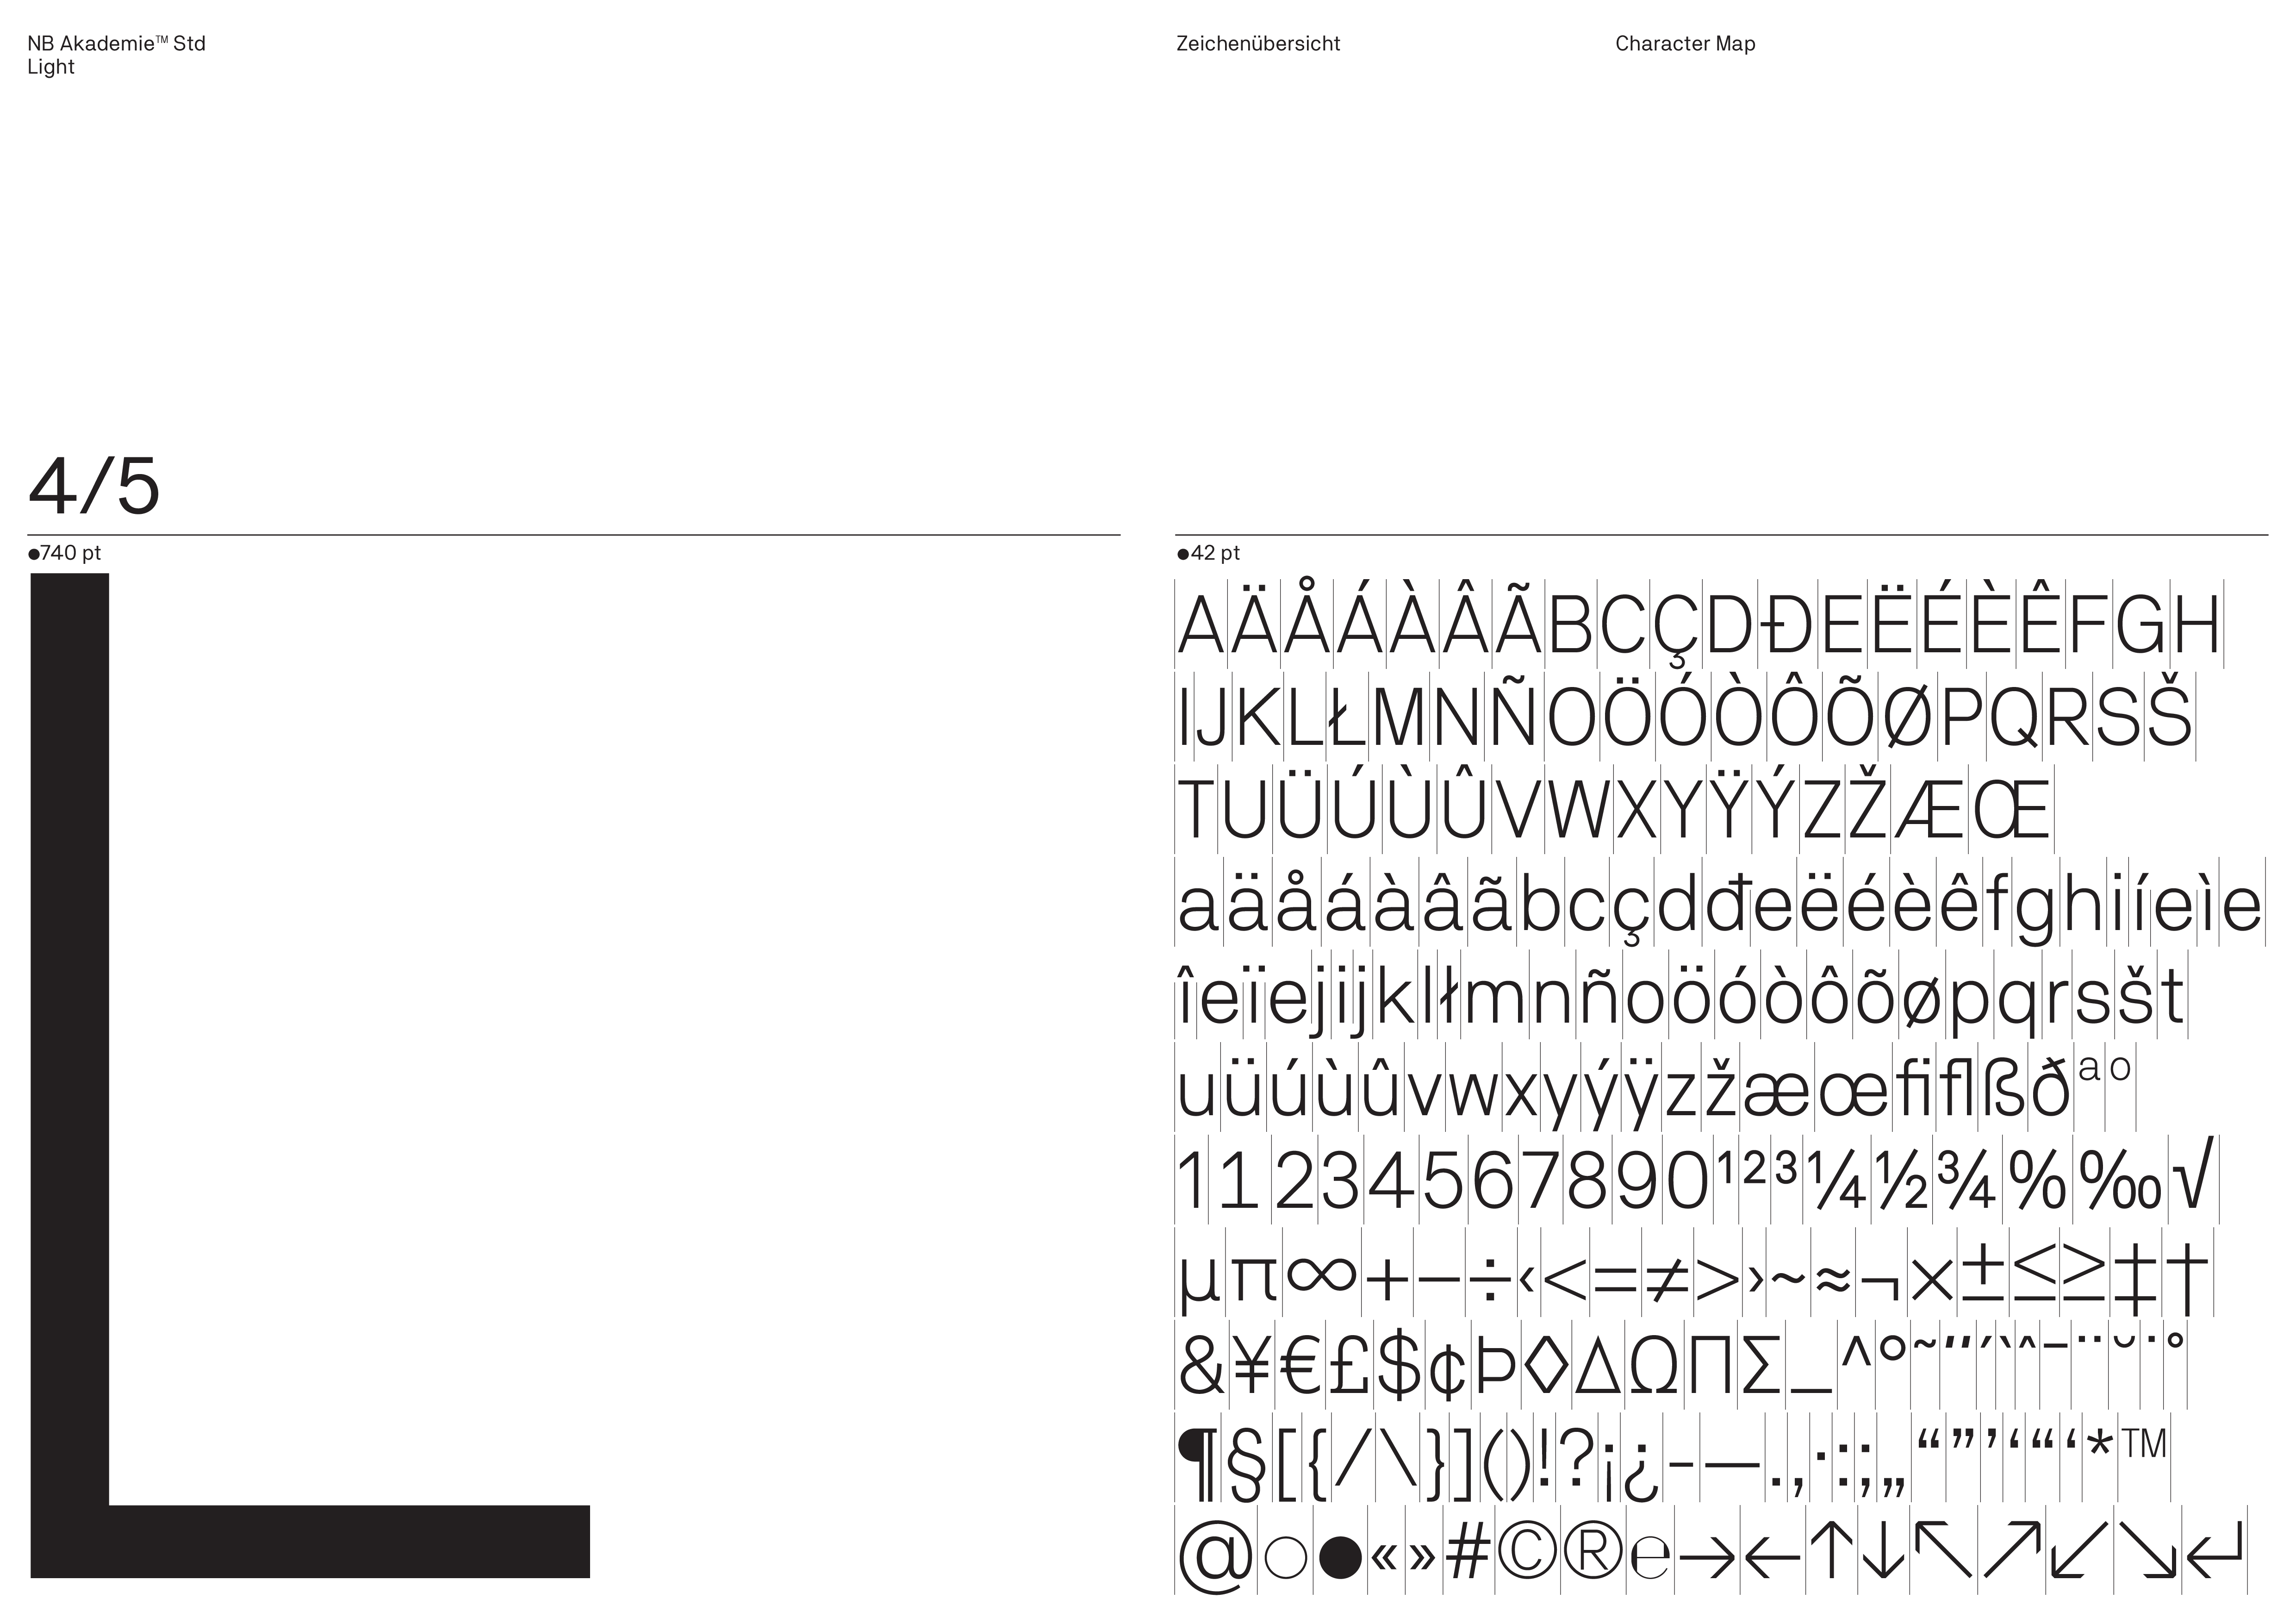 NB Akademie™ Std
Light
Zeichenübersicht
Character Map
4/5
●740 pt
L
●42 pt
AÄÅÁÀÂÃBCÇDĐEËÉÈÊFGH
IJKLŁMNÑOÖÓÒÔÕØPQRSŠ
TUÜÚÙÛVWXYŸÝZŽÆŒ
aäåáàâãbcçdđeëéèêfghiíeìe
îeïejijklłmnñoöóòôõøpqrsšt
uüúùûvwxyýÿzžæœfiflßðªº
11234567890¹²³¼½¾%‰√
µπ∞+−÷‹<=≠>›~≈¬×±≤≥‡†
&¥€£$¢Þ◊∆ΩΠΣ_^°˜˝´`ˆ¯¨˘˙˚
¶§[{/\}]()!?¡¿-—.,·:;„“”’‘“‘*™
@○●«»#©®℮→←↑↓↖↗↙↘↵